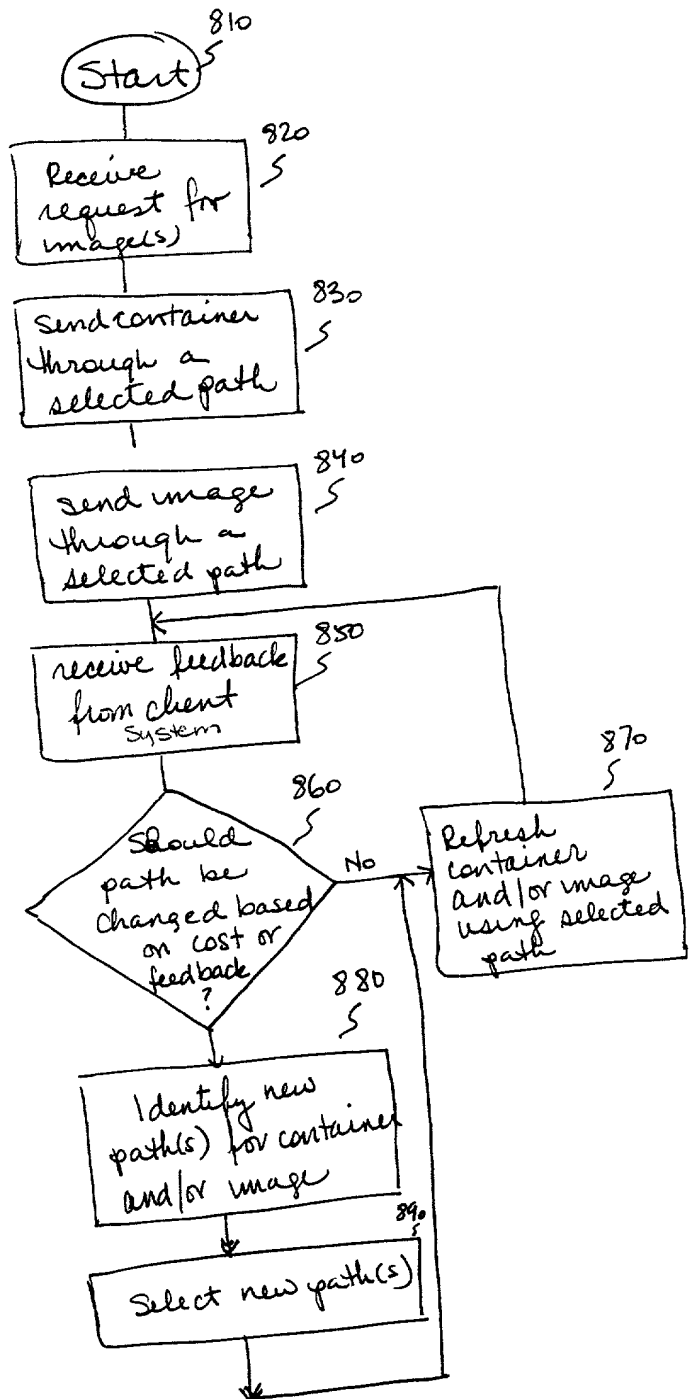 810
Start
820
Receive
request for
image(s)
830
send container
through a
selected path
840
send image
through a
selected path
850
receive feedback
from client
system
860
Should
path be
changed based
on cost or
feedback
?
No
870
Refresh
container
and/or image
using selected
path
880
Identify new
path(s) for container
and/or image
890
Select new path(s)